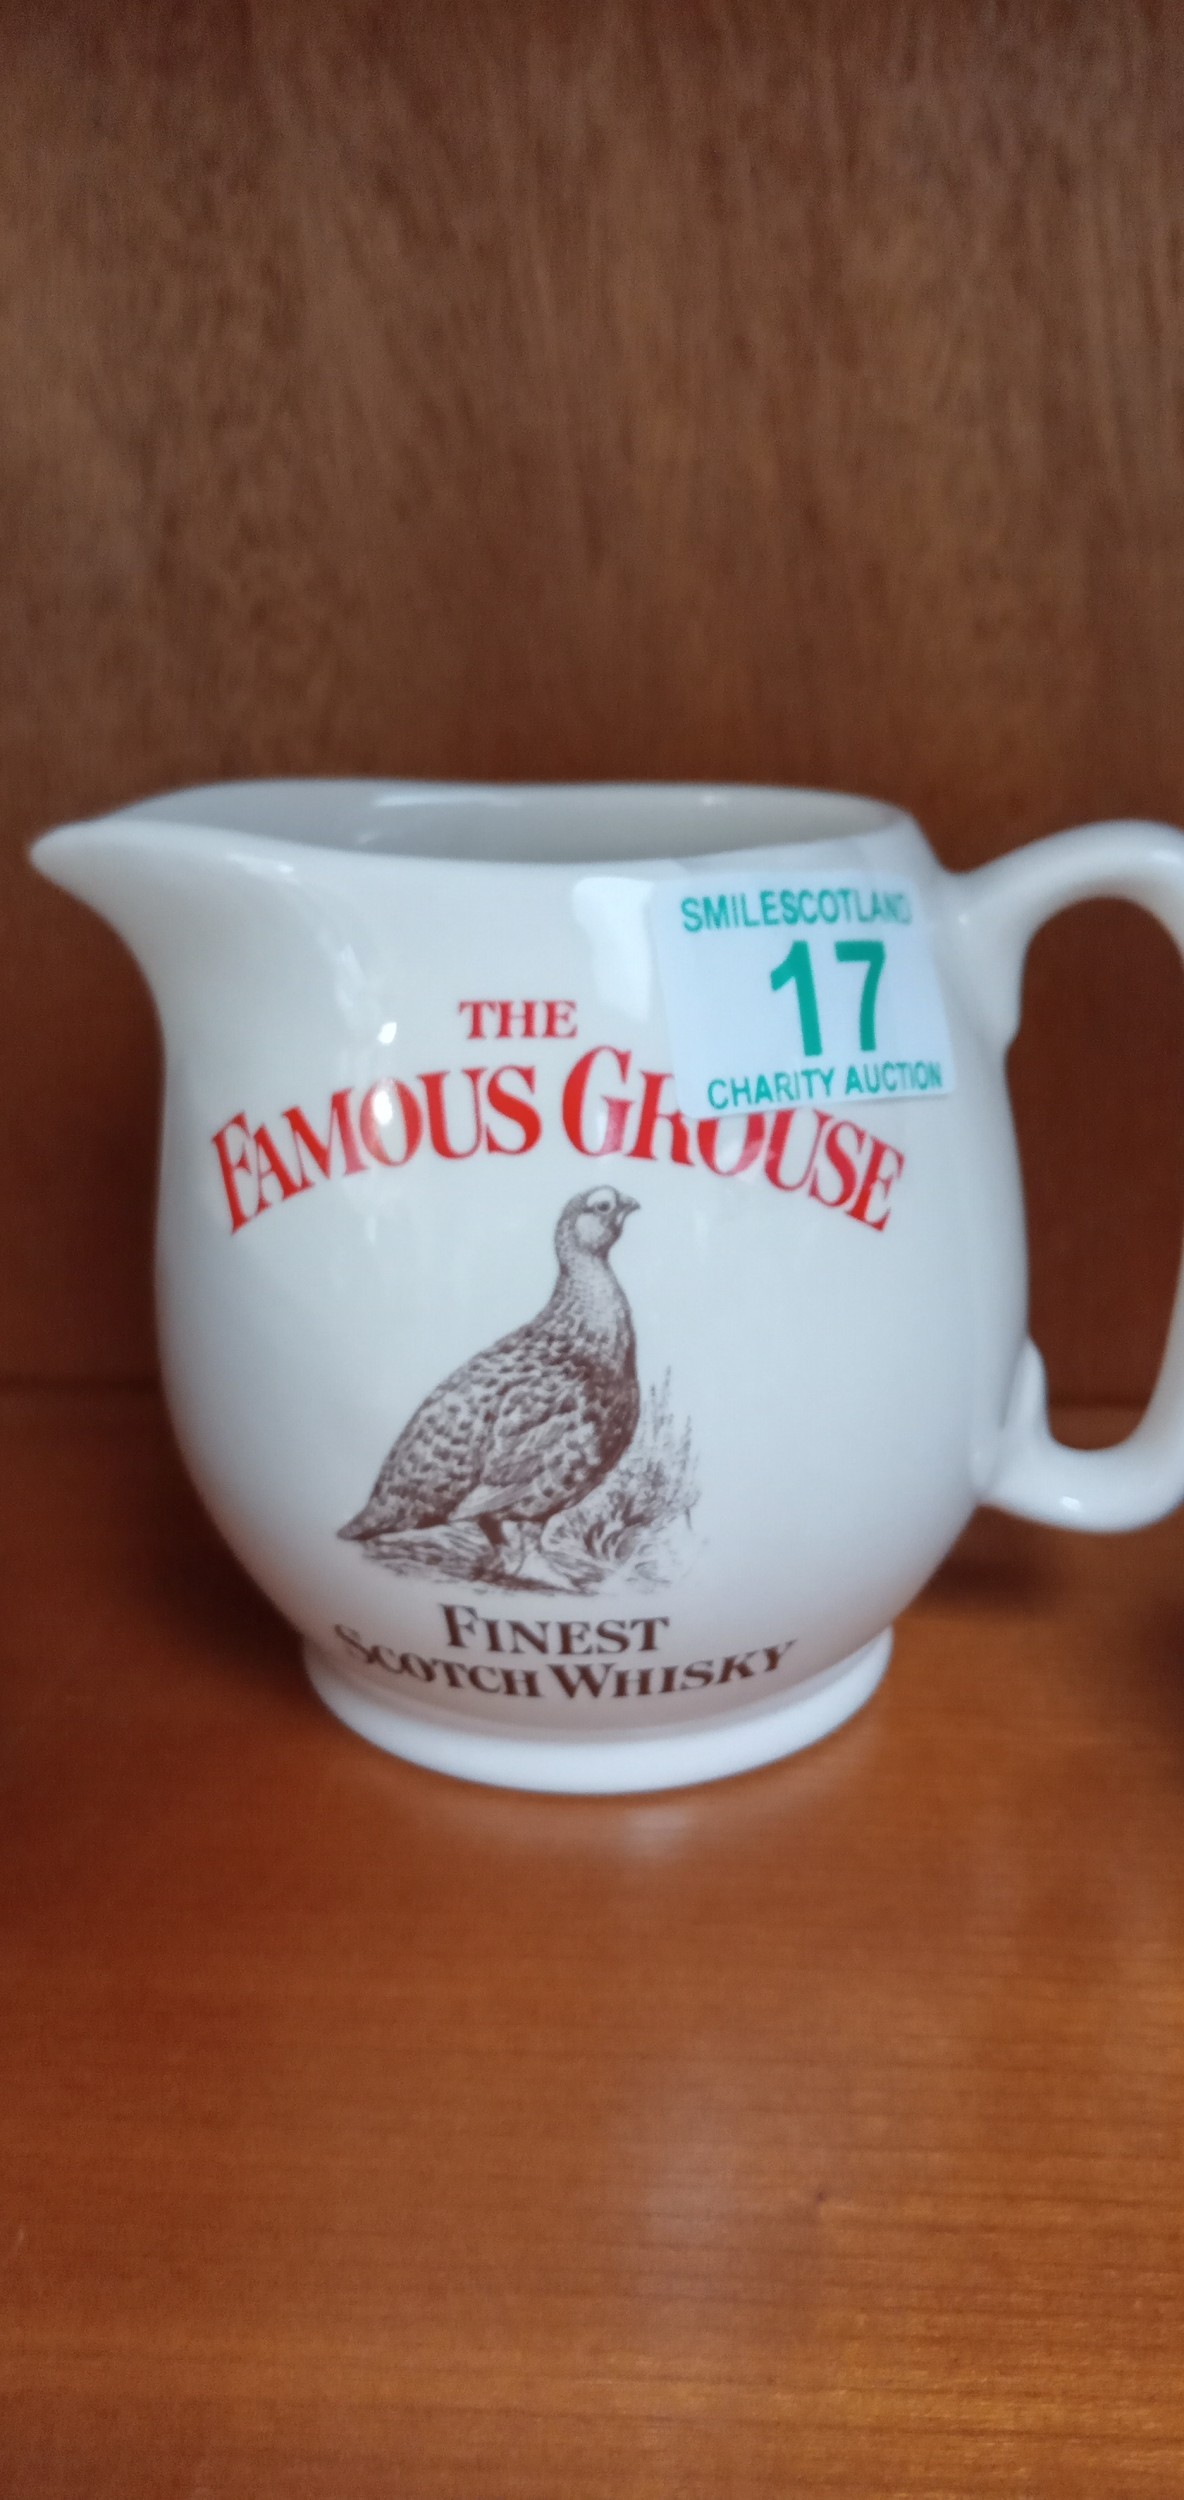 SMILESCOTLAND
17
CHARITY AUCTION
THE
FAMOUS GROUSE
FINEST
SCOTCH WHISKY